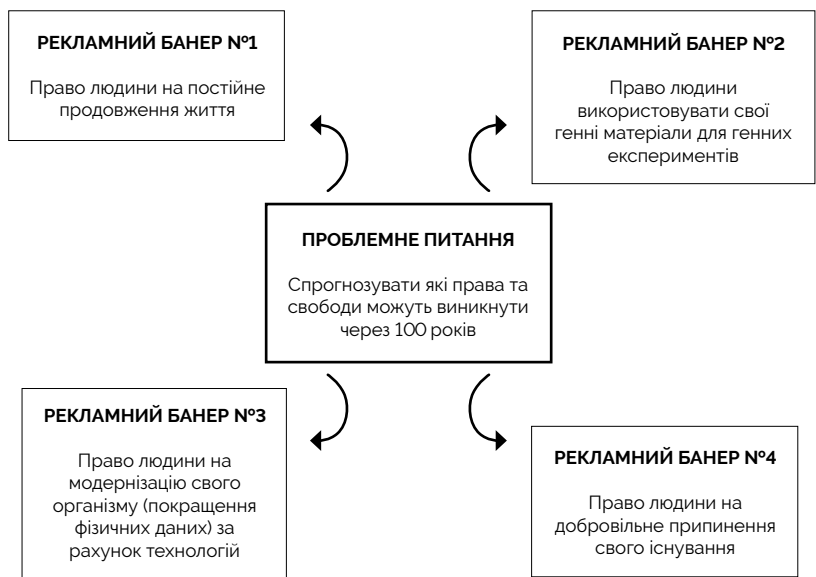 РЕКЛАМНИЙ БАНЕР №1
Право людини на постійне
продовження життя
РЕКЛАМНИЙ БАНЕР №2
Право людини
використовувати свої
генні матеріали для генних
експериментів
ПРОБЛЕМНЕ ПИТАННЯ
Спрогнозувати які права та
свободи можуть виникнути
через 100 років
РЕКЛАМНИЙ БАНЕР №3
Право людини на
модернізацію свого
організму (покращення
фізичних даних) за
рахунок технологій
РЕКЛАМНИЙ БАНЕР №4
Право людини на
добровільне припинення
свого існування